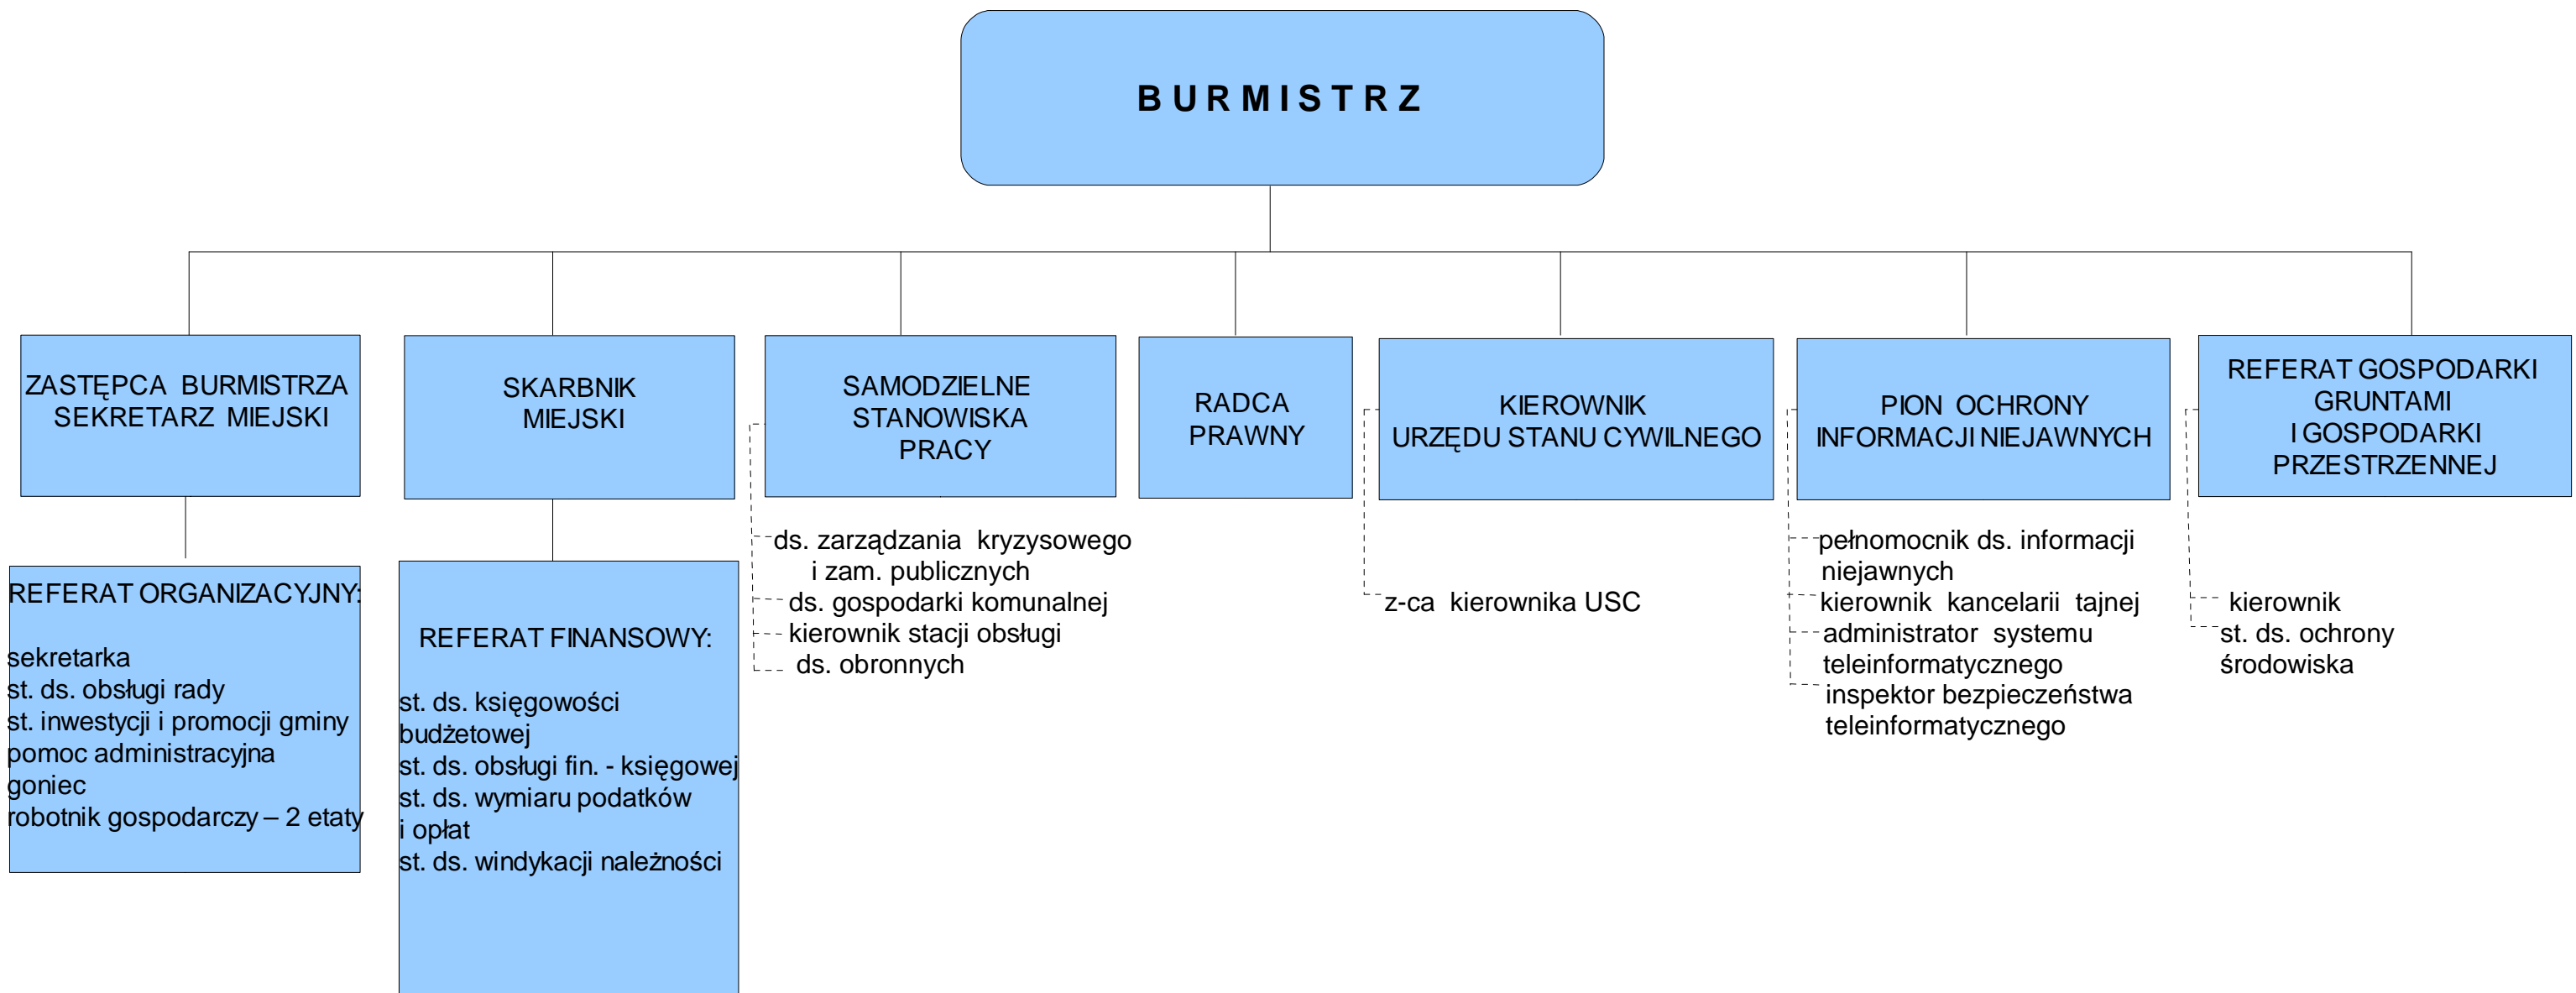 B U R M I S T R Z
ZASTĘPCA BURMISTRZA
SEKRETARZ MIEJSKI
SKARBNIK
MIEJSKI
SAMODZIELNE
STANOWISKA
PRACY
RADCA
PRAWNY
KIEROWNIK
URZĘDU STANU CYWILNEGO
PION OCHRONY
INFORMACJI NIEJAWNYCH
REFERAT GOSPODARKI
GRUNTAMI
I GOSPODARKI
PRZESTRZENNEJ
REFERAT ORGANIZACYJNY:
sekretarka
st. ds. obsługi rady
st. inwestycji i promocji gminy
pomoc administracyjna
goniec
robotnik gospodarczy – 2 etaty
REFERAT FINANSOWY:
st. ds. księgowości
budżetowej
st. ds. obsługi fin. - księgowej
st. ds. wymiaru podatków
i opłat
st. ds. windykacji należności
ds. zarządzania kryzysowego
i zam. publicznych
ds. gospodarki komunalnej
kierownik stacji obsługi
ds. obronnych
z-ca kierownika USC
pełnomocnik ds. informacji
niejawnych
kierownik kancelarii tajnej
administrator systemu
teleinformatycznego
inspektor bezpieczeństwa
teleinformatycznego
kierownik
st. ds. ochrony
środowiska